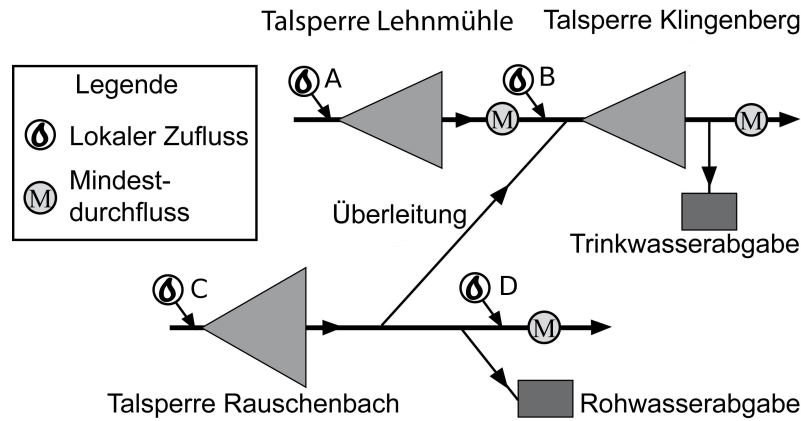 Talsperre Lehnmühle
Talsperre Klingenberg
Legende
Lokaler Zufluss
M
Mindest-
durchfluss
A
B
M
M
Überleitung
Trinkwasserabgabe
C
D
M
Talsperre Rauschenbach
Rohwasserabgabe